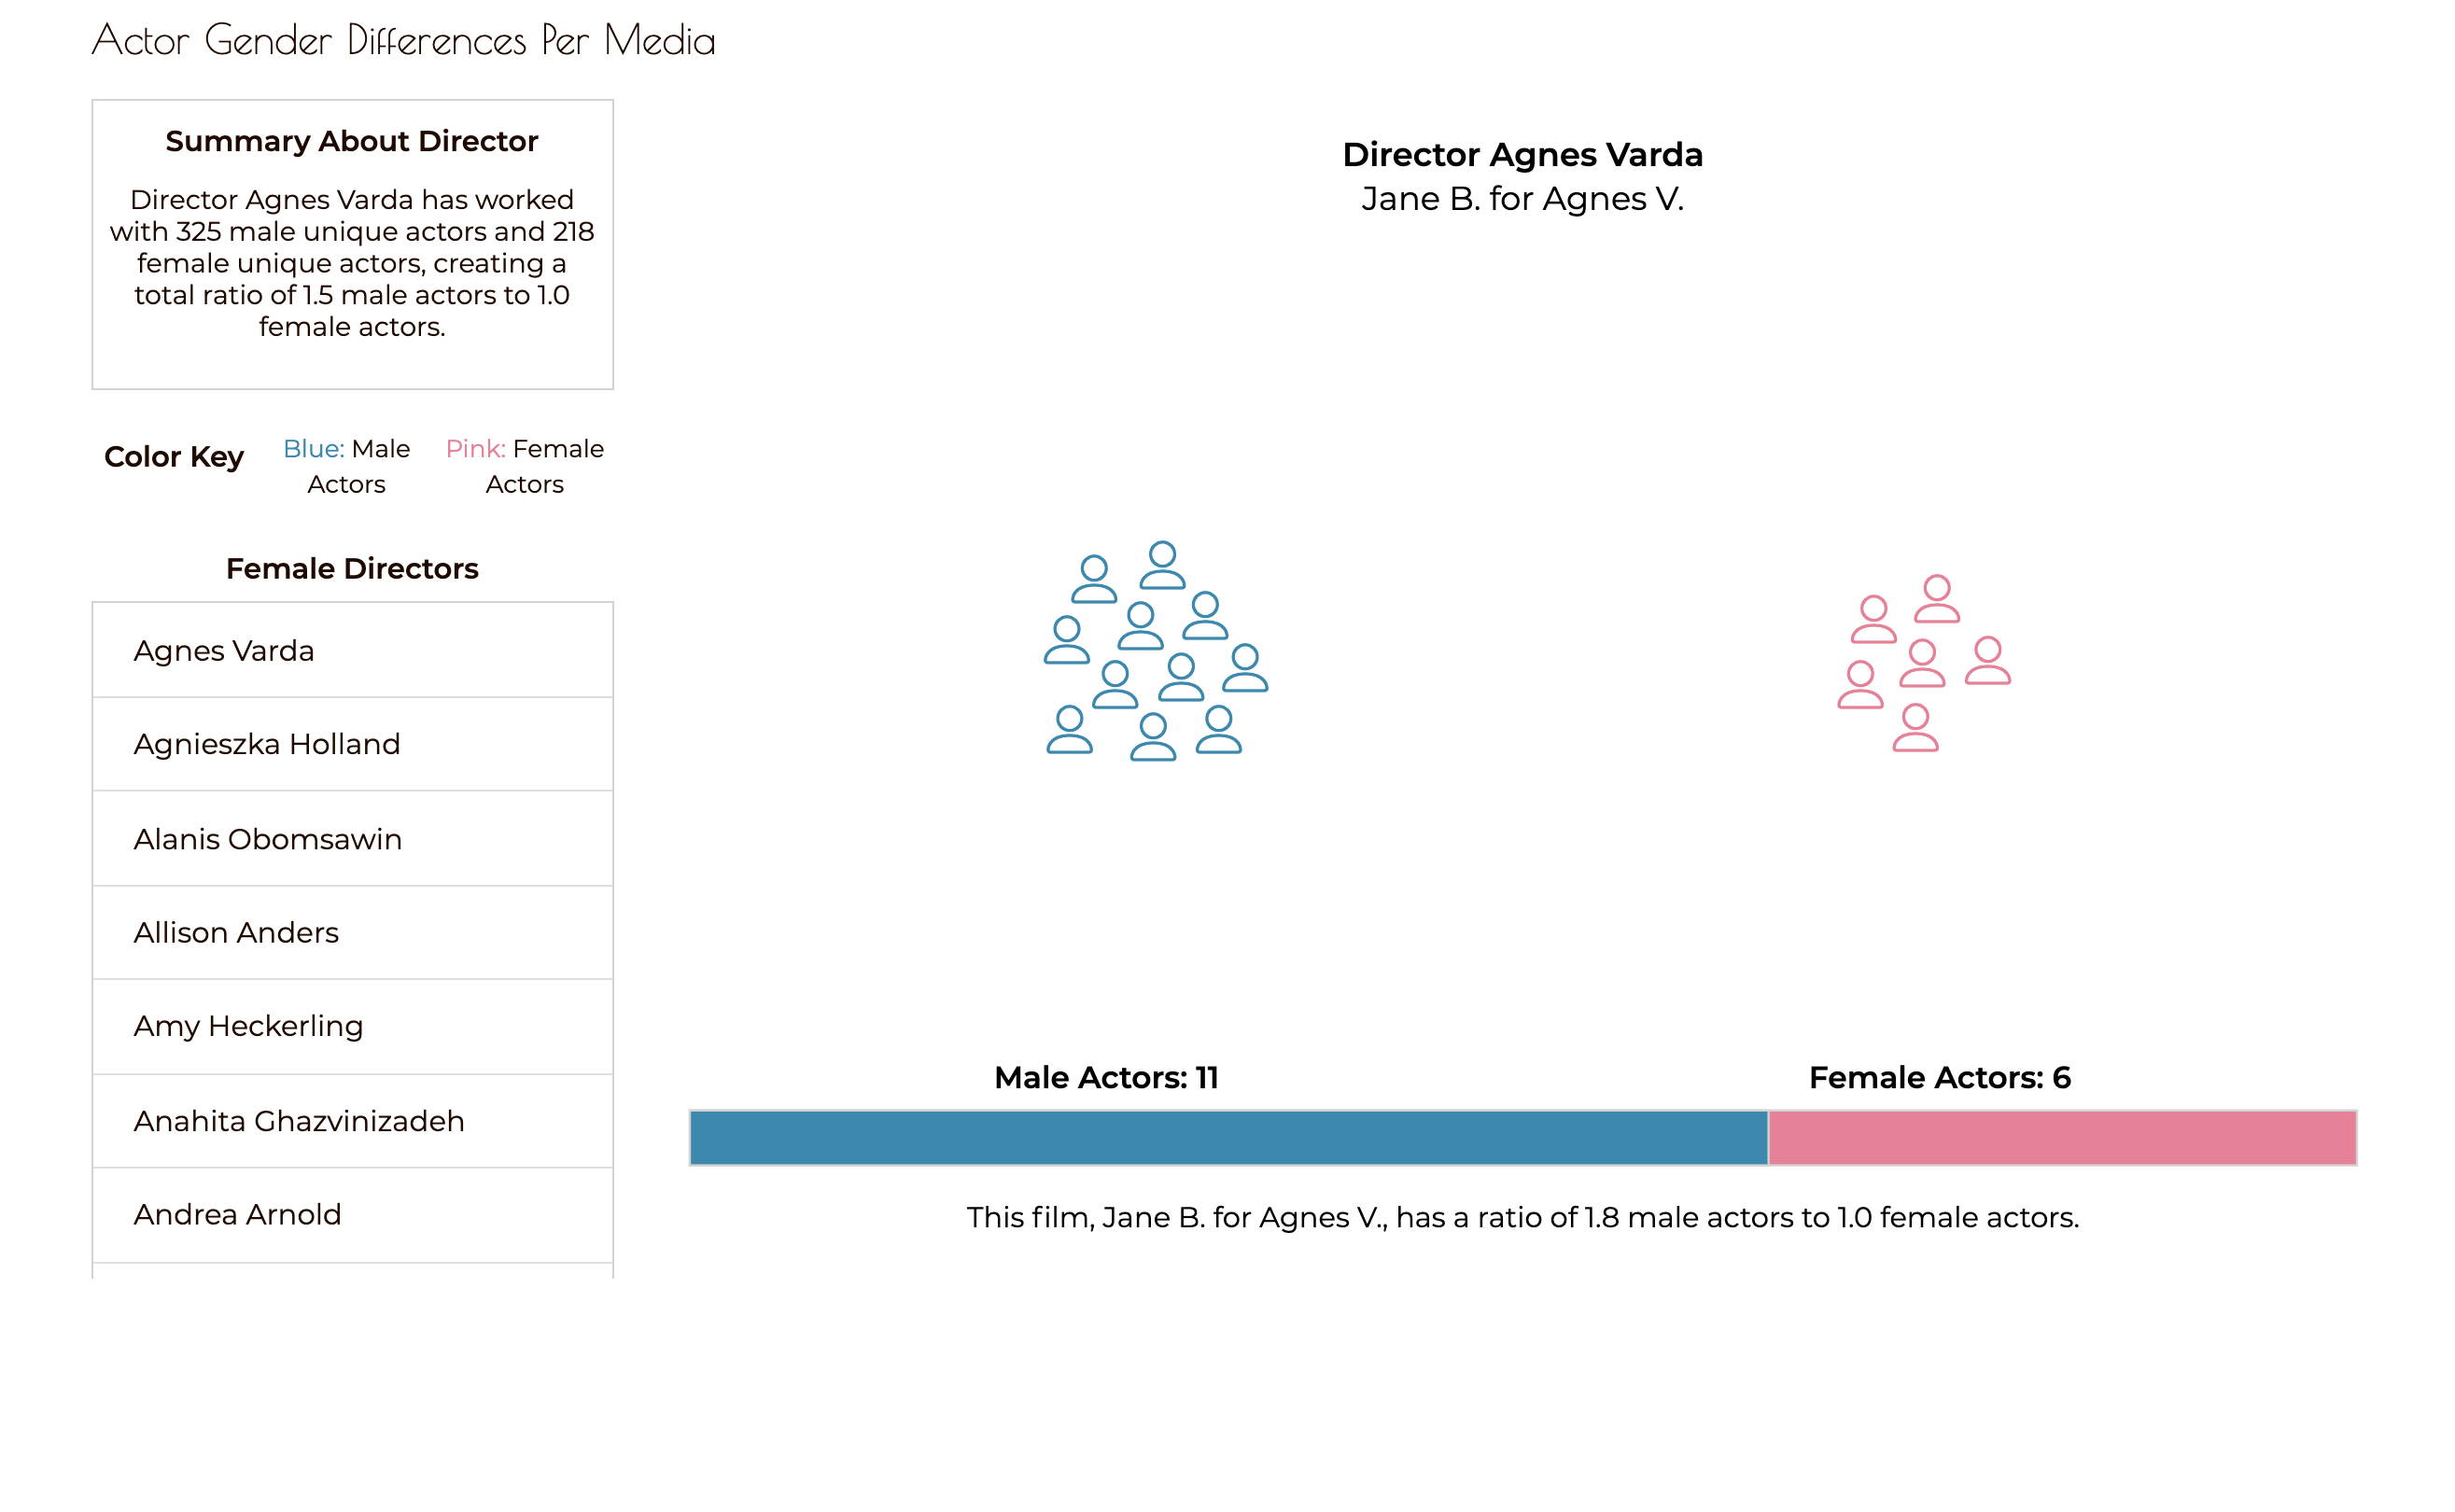 Actor Gender Differences Per Media
Summary About Director
Director Agnes Varda has worked
with 325 male unique actors and 218
female unique actors, creating a
total ratio of 1.5 male actors to 1.0
female actors.
Color Key
Blue: Male
Actors
Pink: Female
Actors
Female Directors
Agnes Varda
Agnieszka Holland
Alanis Obomsawin
Allison Anders
Amy Heckerling
Anahita Ghazvinizadeh
Andrea Arnold
Director Agnes Varda
Jane B. for Agnes V.
Male Actors: 11
Female Actors: 6
This film, Jane B. for Agnes V., has a ratio of 1.8 male actors to 1.0 female actors.